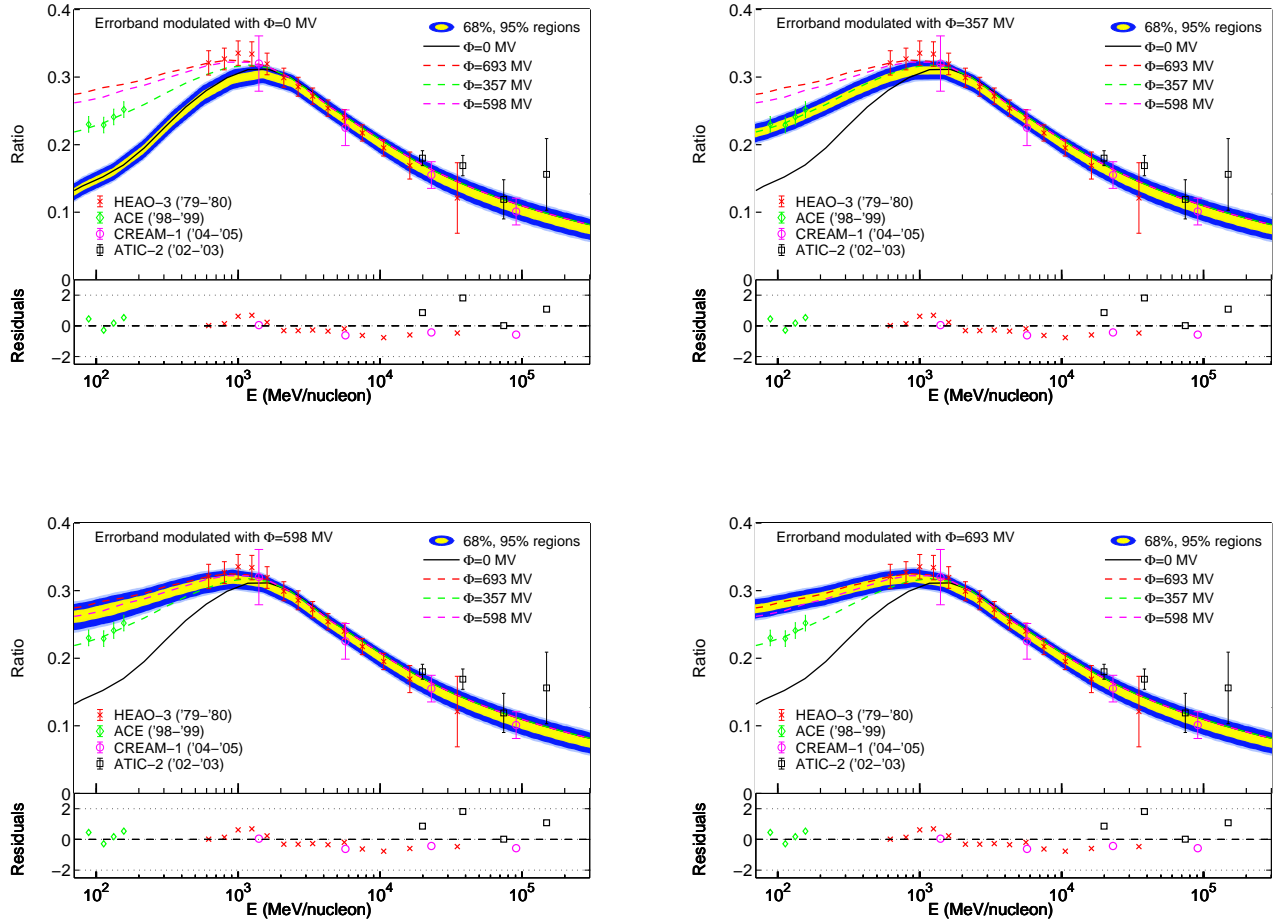 Errorband modulated with Φ=0 MV
68%, 95% regions
Φ=0 MV
Φ=693 MV
Φ=357 MV
Φ=598 MV
HEAO−3 ('79−'80)
ACE ('98−'99)
CREAM−1 ('04−'05)
ATIC−2 ('02−'03)
Ratio
0.4
0.3
0.2
0.1
0
Residuals
2
0
−2
10^2 10^3 10^4 10^5
E (MeV/nucleon)
Errorband modulated with Φ=357 MV
68%, 95% regions
Φ=0 MV
Φ=693 MV
Φ=357 MV
Φ=598 MV
HEAO−3 ('79−'80)
ACE ('98−'99)
CREAM−1 ('04−'05)
ATIC−2 ('02−'03)
Ratio
0.4
0.3
0.2
0.1
0
Residuals
2
0
−2
10^2 10^3 10^4 10^5
E (MeV/nucleon)
Errorband modulated with Φ=598 MV
68%, 95% regions
Φ=0 MV
Φ=693 MV
Φ=357 MV
Φ=598 MV
HEAO−3 ('79−'80)
ACE ('98−'99)
CREAM−1 ('04−'05)
ATIC−2 ('02−'03)
Ratio
0.4
0.3
0.2
0.1
0
Residuals
2
0
−2
10^2 10^3 10^4 10^5
E (MeV/nucleon)
Errorband modulated with Φ=693 MV
68%, 95% regions
Φ=0 MV
Φ=693 MV
Φ=357 MV
Φ=598 MV
HEAO−3 ('79−'80)
ACE ('98−'99)
CREAM−1 ('04−'05)
ATIC−2 ('02−'03)
Ratio
0.4
0.3
0.2
0.1
0
Residuals
2
0
−2
10^2 10^3 10^4 10^5
E (MeV/nucleon)